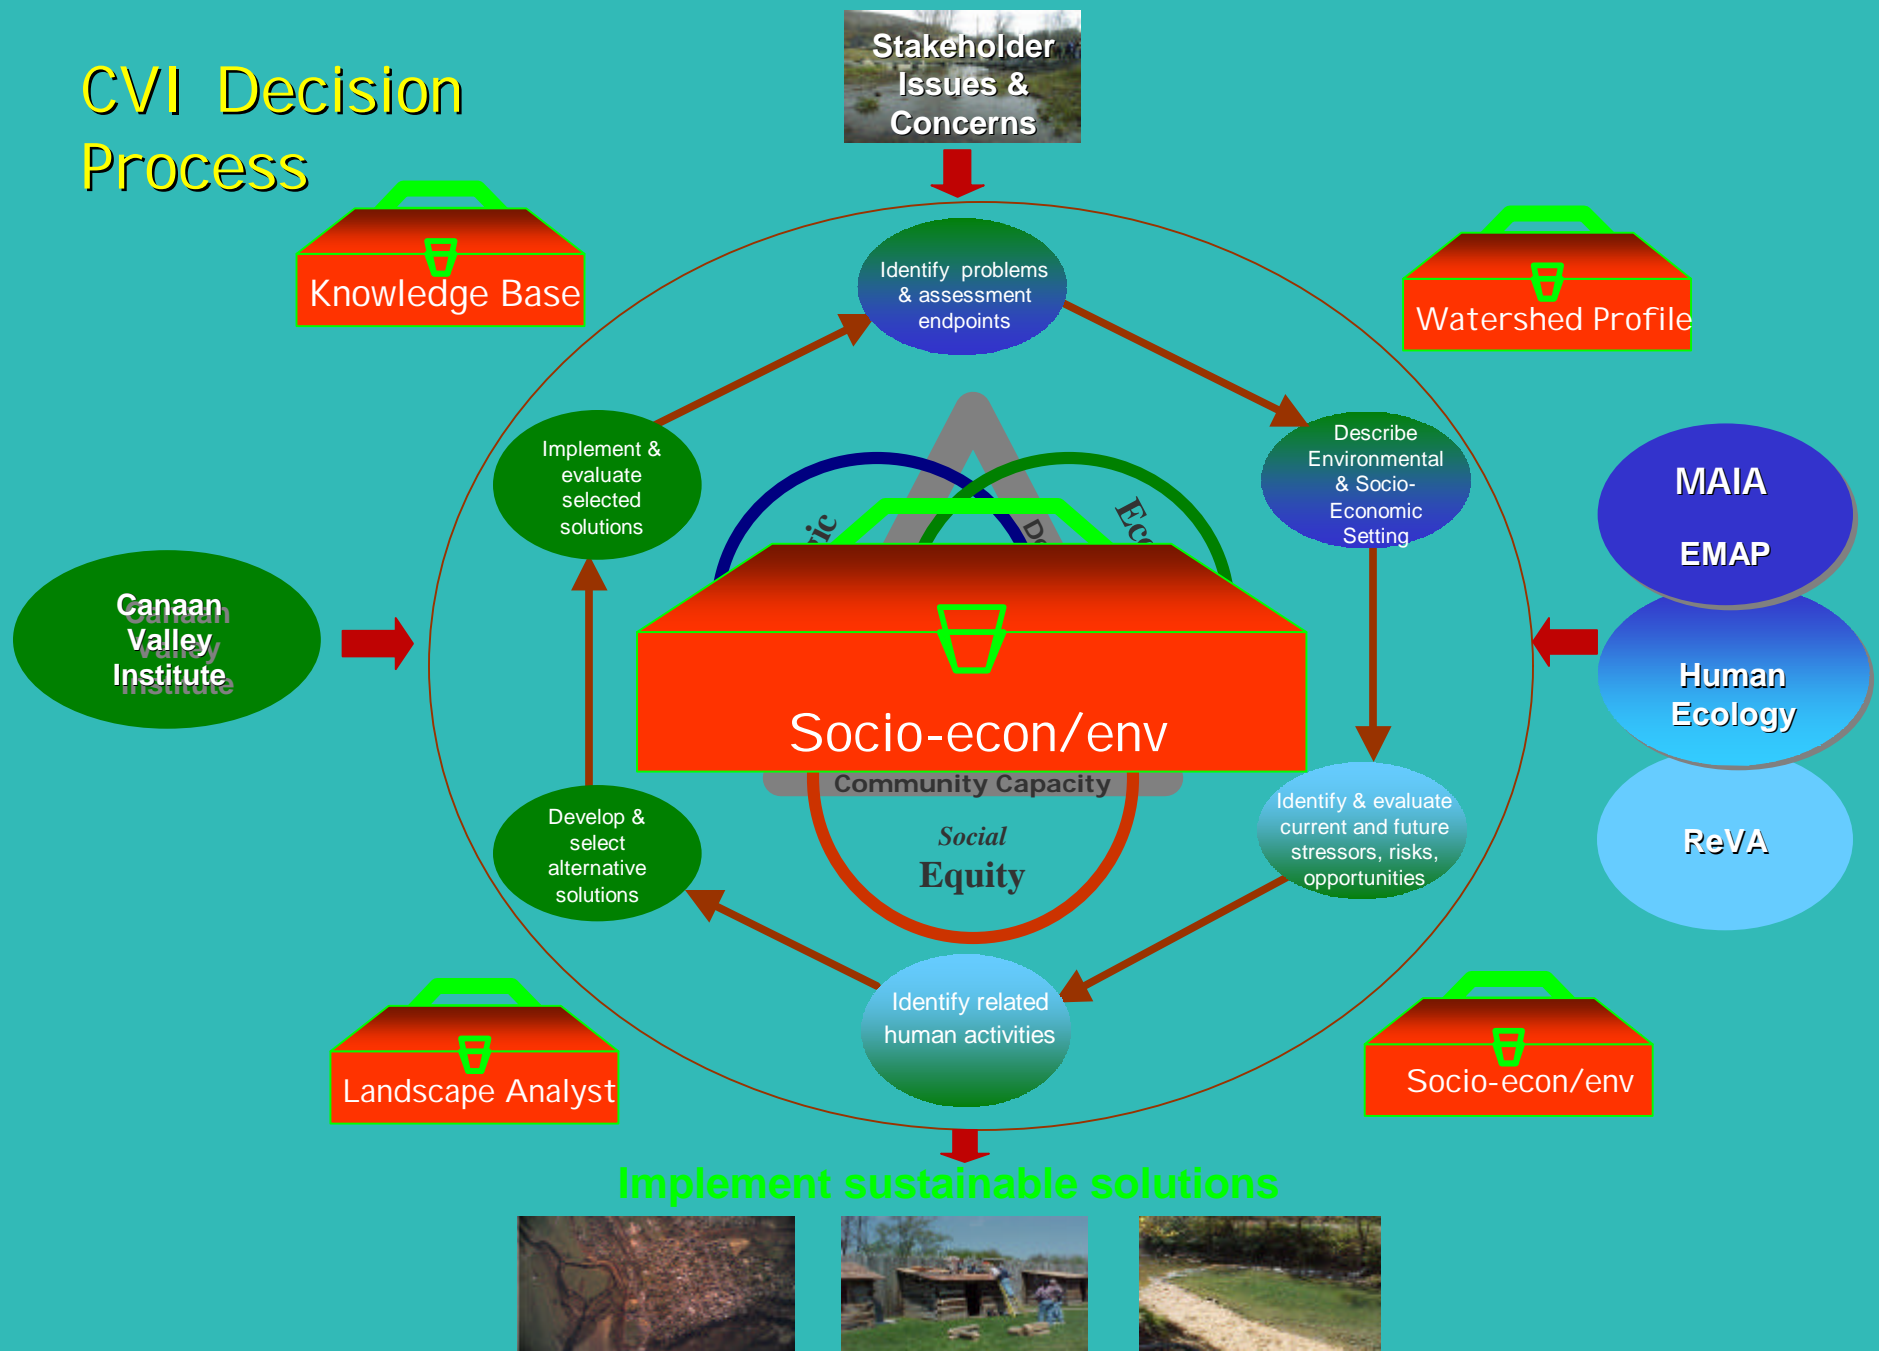 CVI Decision
Process
Stakeholder
Issues &
Concerns
Knowledge Base
Watershed Profile
Identify problems
& assessment
endpoints
Describe
Environmental
& Socio-
Economic
Setting
Implement &
evaluate
selected
solutions
MAIA
EMAP
Canaan
Valley
Institute
Human
Ecology
Socio-econ/env
Community Capacity
Social
Equity
Identify & evaluate
current and future
stressors, risks,
opportunities
ReVA
Develop &
select
alternative
solutions
Identify related
human activities
Landscape Analyst
Socio-econ/env
Implement sustainable solutions